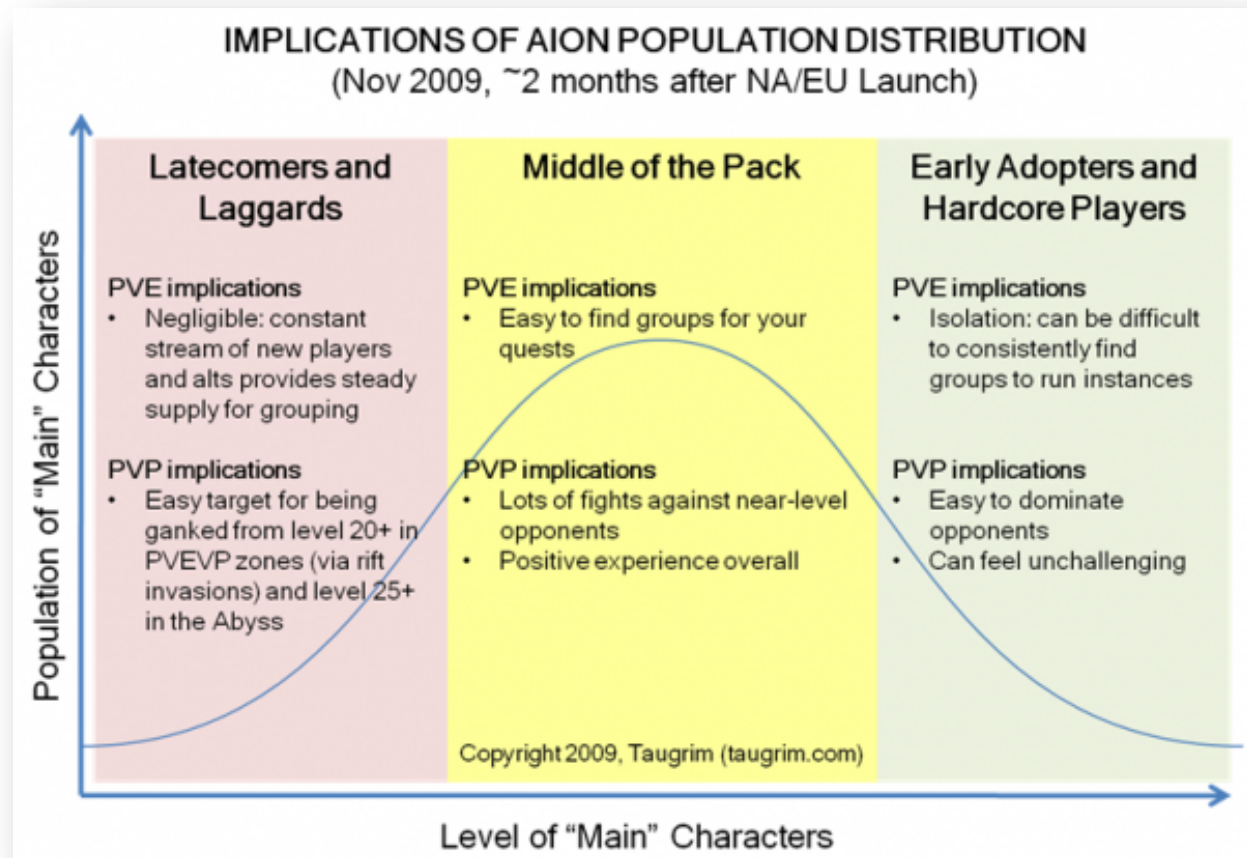 IMPLICATIONS OF AION POPULATION DISTRIBUTION
(Nov 2009, ~2 months after NA/EU Launch)
Population of "Main" Characters
Latecomers and
Laggards
PVE implications
• Negligible: constant
stream of new players
and alts provides steady
supply for grouping
PVP implications
• Easy target for being
ganked from level 20+ in
PVEVP zones (via rift
invasions) and level 25+
in the Abyss
Middle of the Pack
PVE implications
• Easy to find groups for your
quests
PVP implications
• Lots of fights against near-level
opponents
• Positive experience overall
Copyright 2009, Taugrim (taugrim.com)
Early Adopters and
Hardcore Players
PVE implications
• Isolation: can be difficult
to consistently find
groups to run instances
PVP implications
• Easy to dominate
opponents
• Can feel unchallenging
Level of "Main" Characters